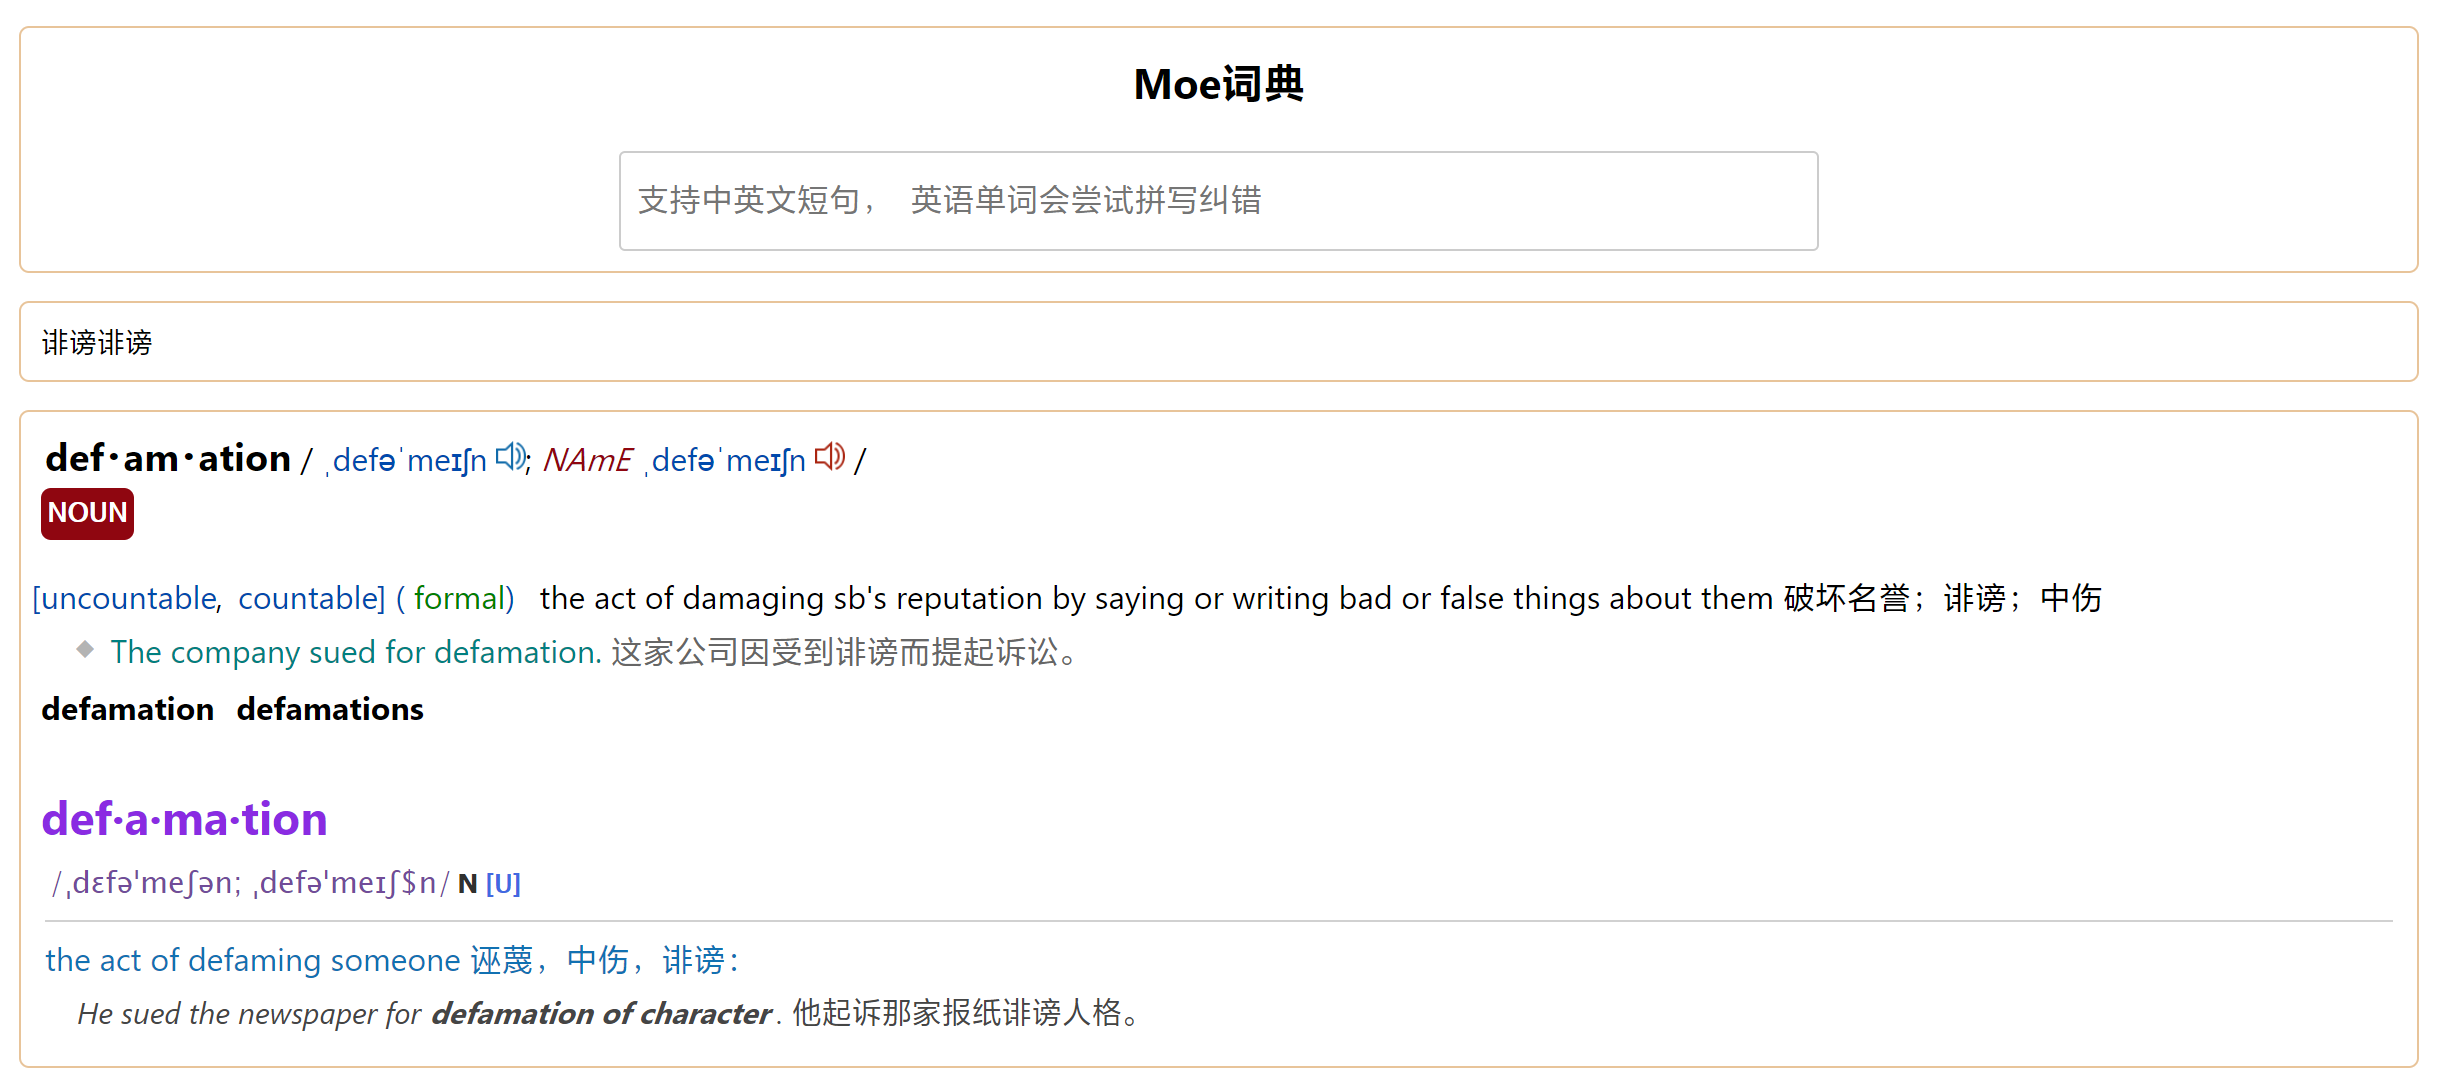 Moe词典
支持中英文短句， 英语单词会尝试拼写纠错
诽谤诽谤
def·am·ation / ˌdefəˈmeɪʃn ; NAmE ˌdefəˈmeɪʃn /
NOUN
[uncountable, countable] ( formal) the act of damaging sb's reputation by saying or writing bad or false things about them 破坏名誉；诽谤；中伤
◆ The company sued for defamation. 这家公司因受到诽谤而提起诉讼。
defamation defamations
def·a·ma·tion
/ˌdɛfəˈmeʃən; ˌdefəˈmeɪʃ$n/ N [U]
the act of defaming someone 诬蔑，中伤，诽谤：
He sued the newspaper for defamation of character . 他起诉那家报纸诽谤人格。